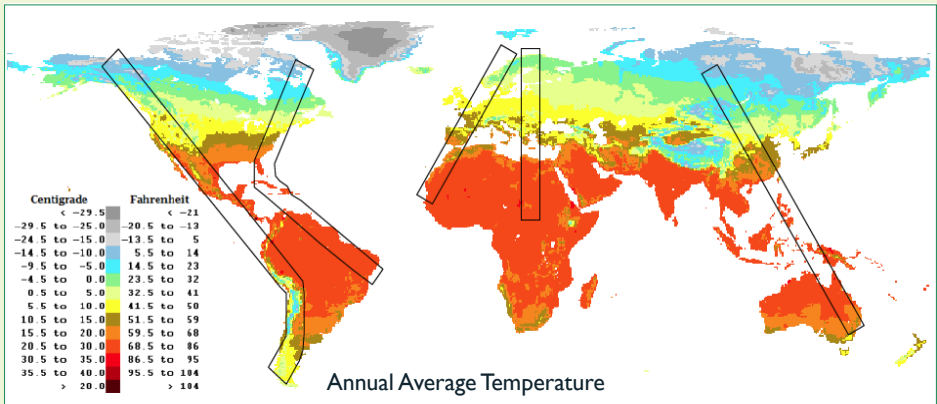 Centigrade Fahrenheit
< -29.5 < -21
-29.5 to -25.0 -20.5 to -13
-24.5 to -15.0 -13.5 to 5
-14.5 to -10.0 5.5 to 14
-9.5 to -5.0 14.5 to 23
-4.5 to 0.0 23.5 to 32
0.5 to 5.0 32.5 to 41
5.5 to 10.0 41.5 to 50
10.5 to 15.0 51.5 to 59
15.5 to 20.0 59.5 to 68
20.5 to 30.0 68.5 to 86
30.5 to 35.0 86.5 to 95
35.5 to 40.0 95.5 to 104
> 20.0 > 104
Annual Average Temperature